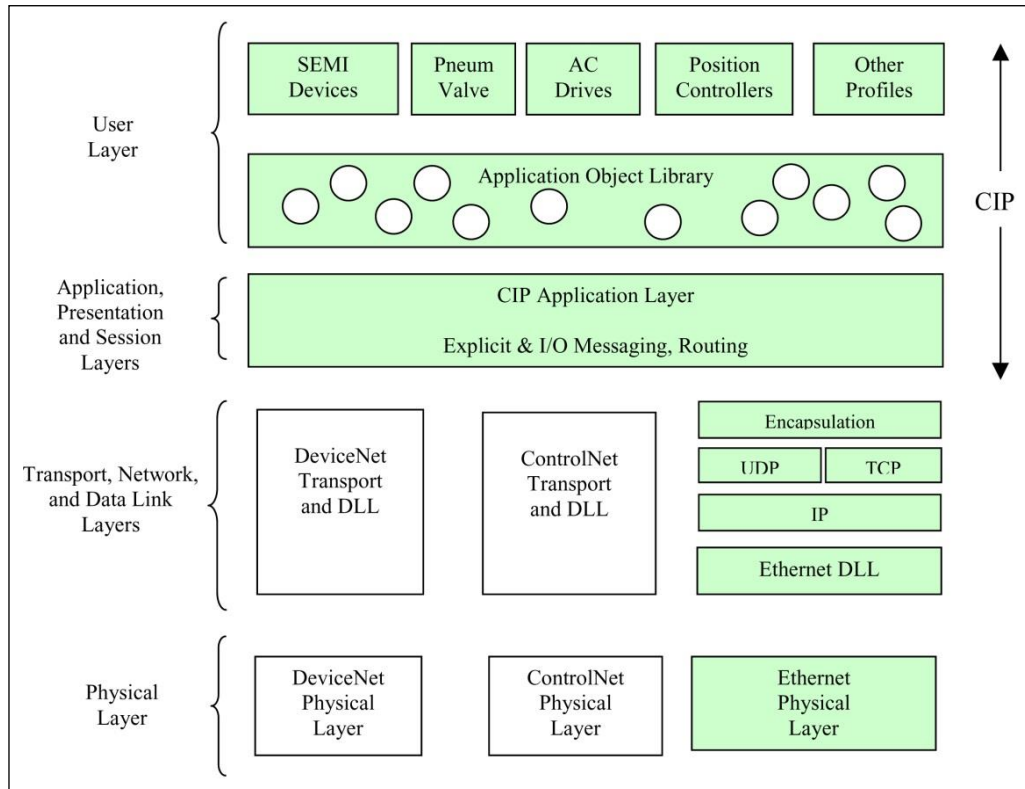 SEMI
Devices
Pneum
Valve
AC
Drives
Position
Controllers
Other
Profiles
User
Layer
Application Object Library
CIP
Application,
Presentation
and Session
Layers
CIP Application Layer
Explicit & I/O Messaging, Routing
Transport, Network,
and Data Link
Layers
DeviceNet
Transport
and DLL
ControlNet
Transport
and DLL
Encapsulation
UDP
TCP
IP
Ethernet DLL
Physical
Layer
DeviceNet
Physical
Layer
ControlNet
Physical
Layer
Ethernet
Physical
Layer